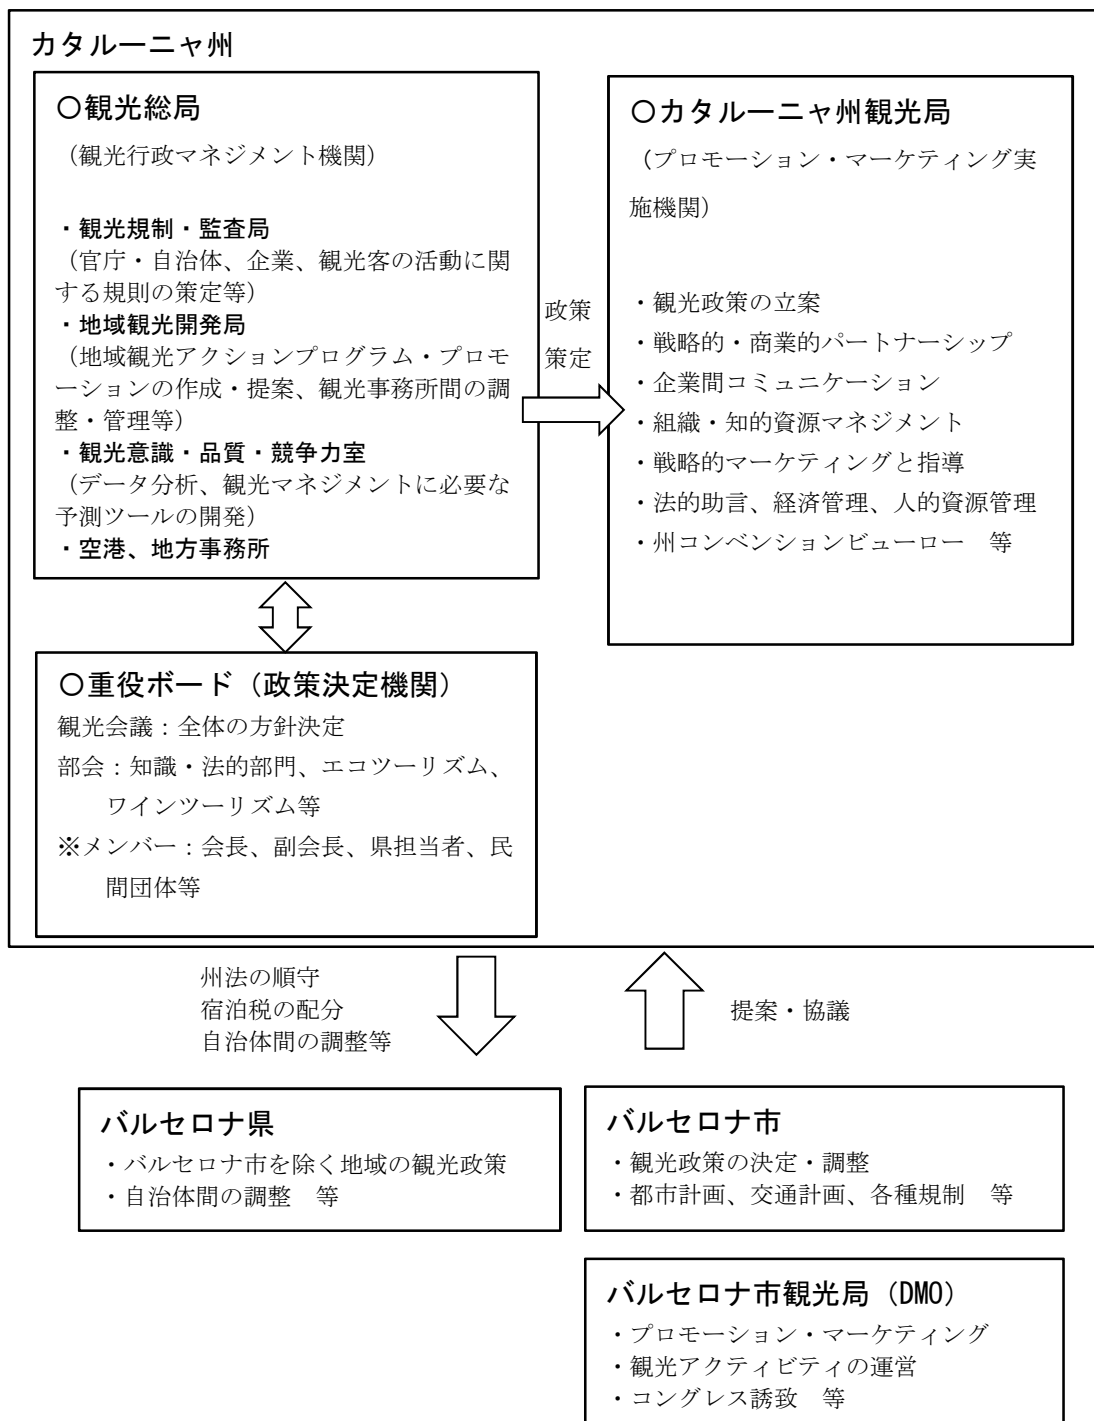 カタルーニャ州
○観光総局
（観光行政マネジメント機関）
・観光規制・監査局
（官庁・自治体、企業、観光客の活動に関
する規則の策定等）
・地域観光開発局
（地域観光アクションプログラム・プロモ
ーションの作成・提案、観光事務所間の調
整・管理等）
・観光意識・品質・競争力室
（データ分析、観光マネジメントに必要な
予測ツールの開発）
・空港、地方事務所
政策
策定
○カタルーニャ州観光局
（プロモーション・マーケティング実
施機関）
・観光政策の立案
・戦略的・商業的パートナーシップ
・企業間コミュニケーション
・組織・知的資源マネジメント
・戦略的マーケティングと指導
・法的助言、経済管理、人的資源管理
・州コンベンションビューロー　等
○重役ボード（政策決定機関）
観光会議：全体の方針決定
部会：知識・法的部門、エコツーリズム、
ワインツーリズム等
※メンバー：会長、副会長、県担当者、民
間団体等
州法の順守
宿泊税の配分
自治体間の調整等
提案・協議
バルセロナ県
・バルセロナ市を除く地域の観光政策
・自治体間の調整　等
バルセロナ市
・観光政策の決定・調整
・都市計画、交通計画、各種規制　等
バルセロナ市観光局（DMO）
・プロモーション・マーケティング
・観光アクティビティの運営
・コングレス誘致　等